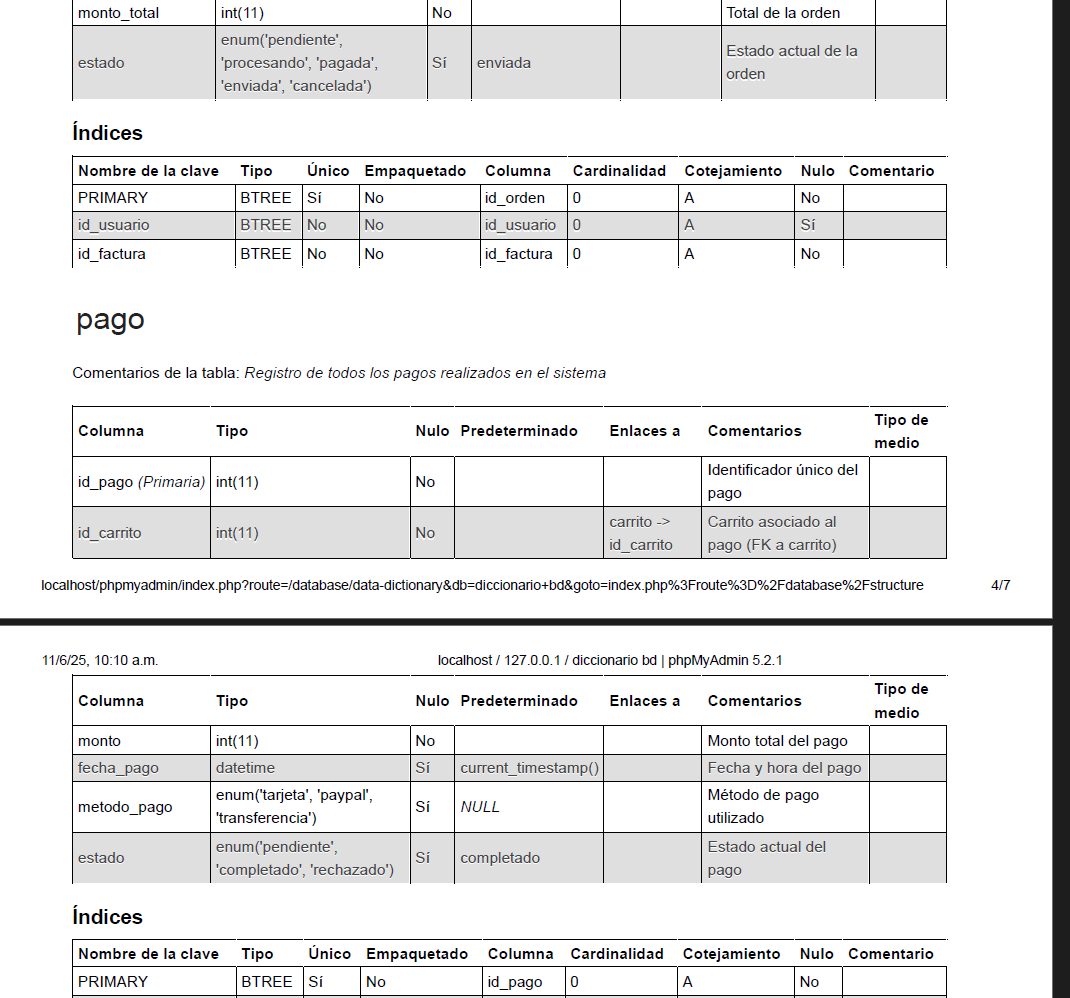 monto_total int(11) No Total de la orden
estado enum('pendiente', 'procesando', 'pagada', 'enviada', 'cancelada') Sí enviada Estado actual de la orden
Índices
Nombre de la clave Tipo Único Empaquetado Columna Cardinalidad Cotejamiento Nulo Comentario
PRIMARY BTREE Sí No id_orden 0 A No
id_usuario BTREE No No id_usuario 0 A Sí
id_factura BTREE No No id_factura 0 A No
pago
Comentarios de la tabla: Registro de todos los pagos realizados en el sistema
Columna Tipo Nulo Predeterminado Enlaces a Comentarios Tipo de medio
id_pago (Primaria) int(11) No Identificador único del pago
id_carrito int(11) No carrito -> id_carrito Carrito asociado al pago (FK a carrito)
localhost/phpmyadmin/index.php?route=/database/data-dictionary&db=diccionario+bd&goto=index.php%3Froute%3D%2Fdatabase%2Fstructure 4/7
11/6/25, 10:10 a.m. localhost / 127.0.0.1 / diccionario bd | phpMyAdmin 5.2.1
Columna Tipo Nulo Predeterminado Enlaces a Comentarios Tipo de medio
monto int(11) No Monto total del pago
fecha_pago datetime Sí current_timestamp() Fecha y hora del pago
metodo_pago enum('tarjeta', 'paypal', 'transferencia') Sí NULL Método de pago utilizado
estado enum('pendiente', 'completado', 'rechazado') Sí completado Estado actual del pago
Índices
Nombre de la clave Tipo Único Empaquetado Columna Cardinalidad Cotejamiento Nulo Comentario
PRIMARY BTREE Sí No id_pago 0 A No